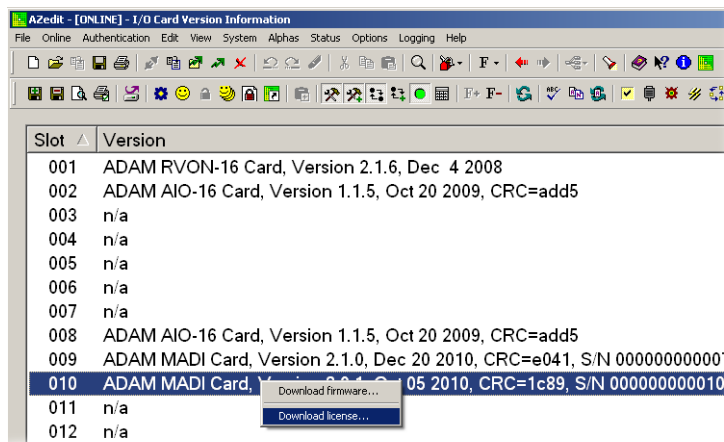 AZedit - [ONLINE] - I/O Card Version Information
File Online Authentication Edit View System Alphas Status Options Logging Help
F
F+ F- ABC
Slot Version
001 ADAM RVON-16 Card, Version 2.1.6, Dec 4 2008
002 ADAM AIO-16 Card, Version 1.1.5, Oct 20 2009, CRC=add5
003 n/a
004 n/a
005 n/a
006 n/a
007 n/a
008 ADAM AIO-16 Card, Version 1.1.5, Oct 20 2009, CRC=add5
009 ADAM MADI Card, Version 2.1.0, Dec 20 2010, CRC=e041, S/N 00000000000
010 ADAM MADI Card, 05 2010, CRC=1c89, S/N 000000000010
Download firmware...
011 n/a
Download license...
012 n/a